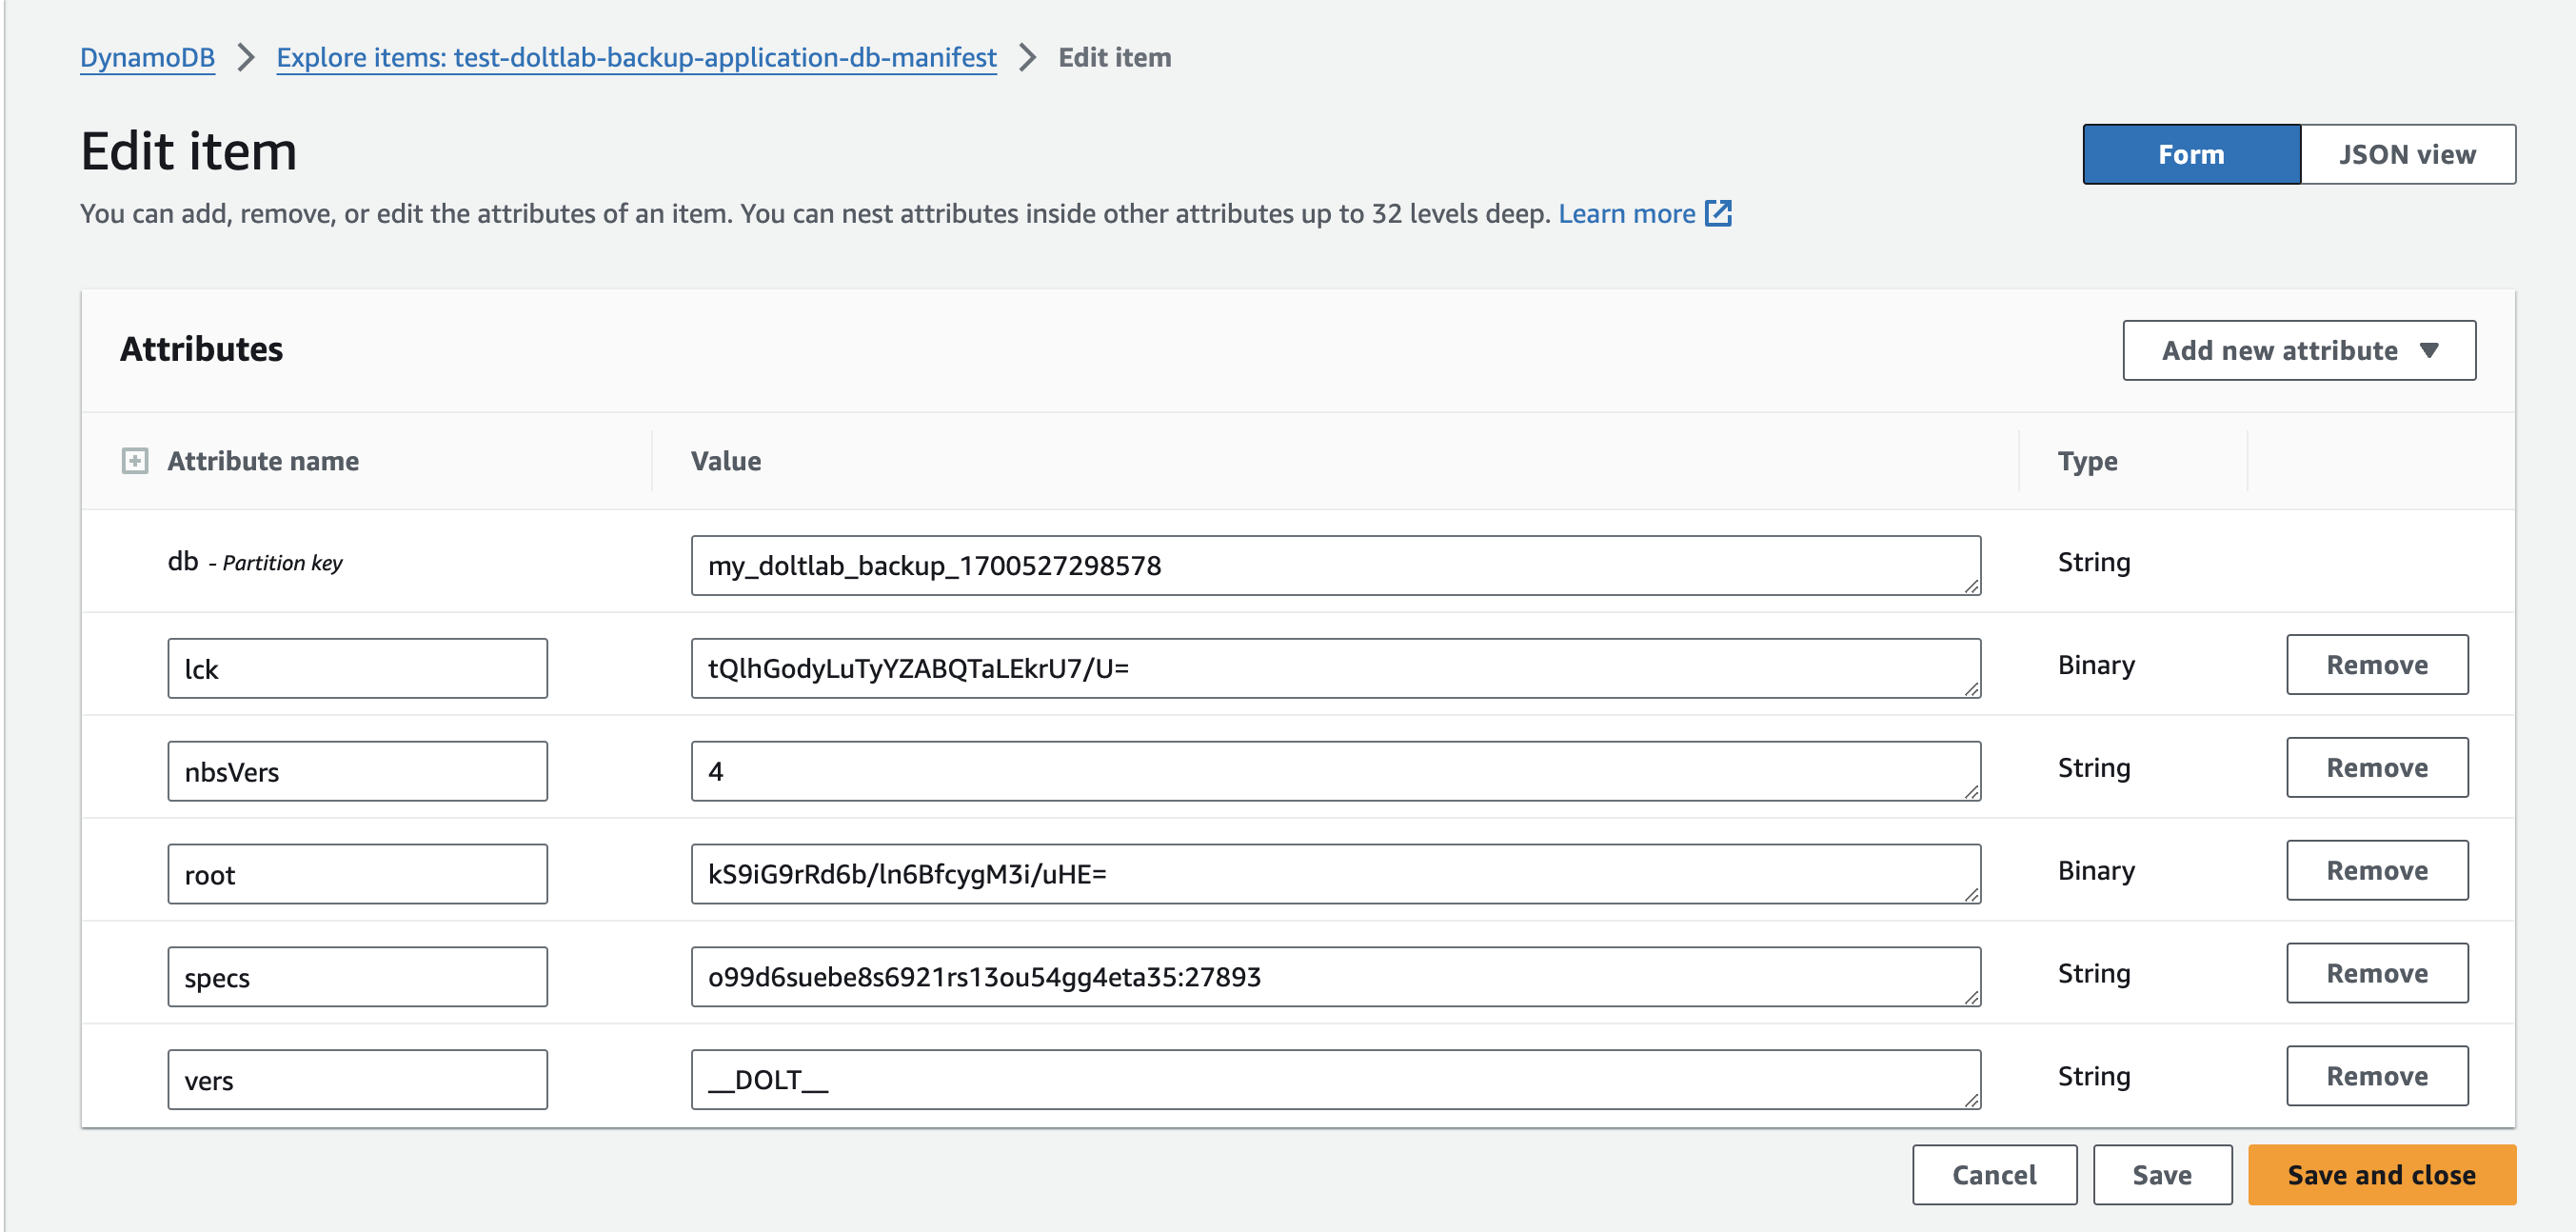 DynamoDB > Explore items: test-doltlab-backup-application-db-manifest > Edit item
Edit item
Form JSON view
You can add, remove, or edit the attributes of an item. You can nest attributes inside other attributes up to 32 levels deep. Learn more
Attributes
Add new attribute ▼
Attribute name Value Type
db - Partition key my_doltlab_backup_1700527298578 String
lck tQlhGodyLuTyYZABQTaLEkrU7/U= Binary Remove
nbsVers 4 String Remove
root kS9iG9rRd6b/ln6BfcygM3i/uHE= Binary Remove
specs o99d6suebe8s6921rs13ou54gg4eta35:27893 String Remove
vers __DOLT__ String Remove
Cancel Save Save and close